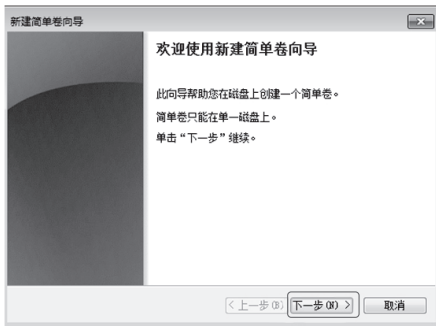 新建简单卷向导
欢迎使用新建简单卷向导
此向导帮助您在磁盘上创建一个简单卷。
简单卷只能在单一磁盘上。
单击“下一步”继续。
<上一步(B) 下一步(N)> 取消